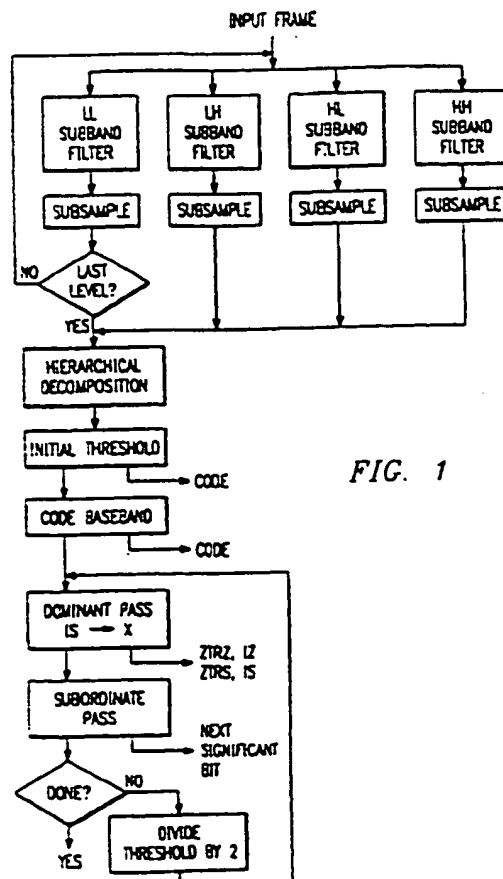 INPUT FRAME
LL
SUBBAND
FILTER
LH
SUBBAND
FILTER
HL
SUBBAND
FILTER
HH
SUBBAND
FILTER
SUBSAMPLE
SUBSAMPLE
SUBSAMPLE
SUBSAMPLE
NO
LAST
LEVEL?
YES
HIERARCHICAL
DECOMPOSITION
INITIAL THRESHOLD
CODE
FIG. 1
CODE BASEBAND
CODE
DOMINANT PASS
IS → X
ZTRZ, IZ
ZTRS, IS
SUBORDINATE
PASS
NEXT
SIGNIFICANT
BIT
DONE?
NO
YES
DIVIDE
THRESHOLD BY 2